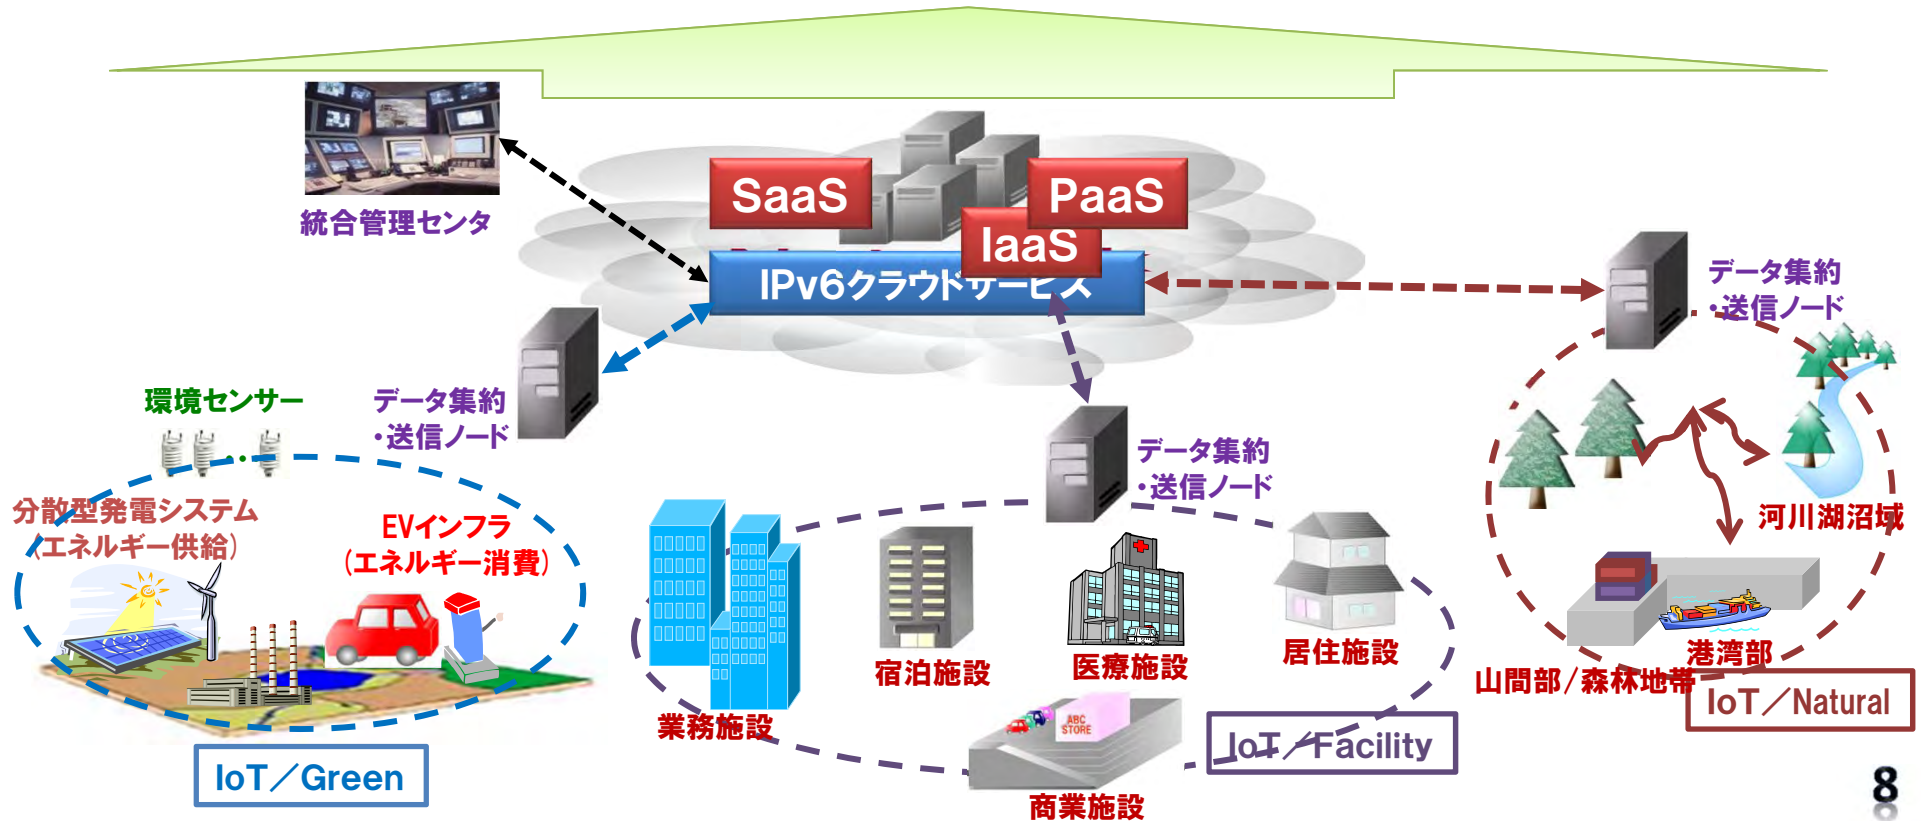 SaaS
PaaS
IaaS
IPv6クラウドサービス
統合管理センタ
データ集約
・送信ノード
環境センサー
データ集約
・送信ノード
データ集約
・送信ノード
分散型発電システム
(エネルギー供給)
EVインフラ
(エネルギー消費)
河川湖沼域
宿泊施設
医療施設
居住施設
港湾部
山間部/森林地帯
業務施設
ABC
STORE
商業施設
IoT/Green
IoT/Facility
IoT/Natural
8